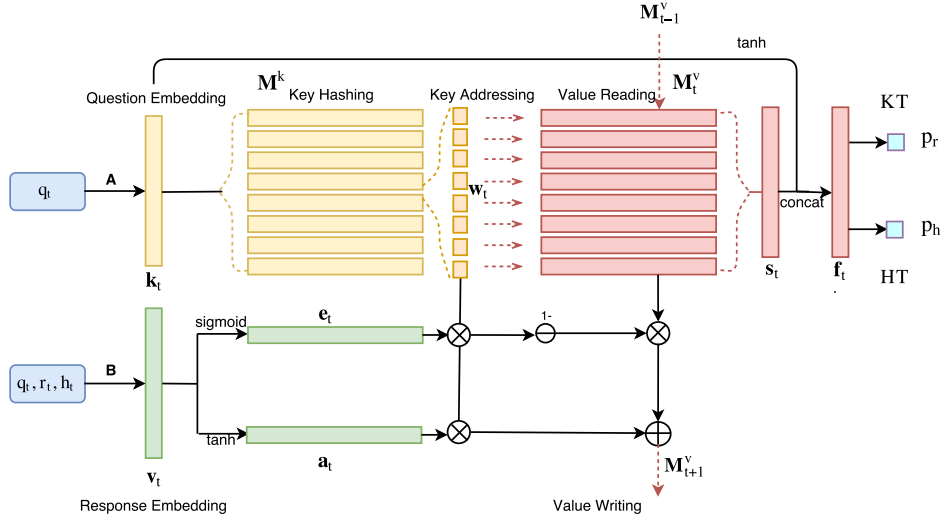 M^v_{t-1}
tanh
M^k
M^v_t
Question Embedding
Key Hashing
Key Addressing
Value Reading
KT
q_t
A
w_t
p_r
concat
p_h
k_t
s_t
f_t
HT
.
e_t
sigmoid
1-
q_t, r_t, h_t
B
tanh
a_t
v_t
M^v_{t+1}
Response Embedding
Value Writing